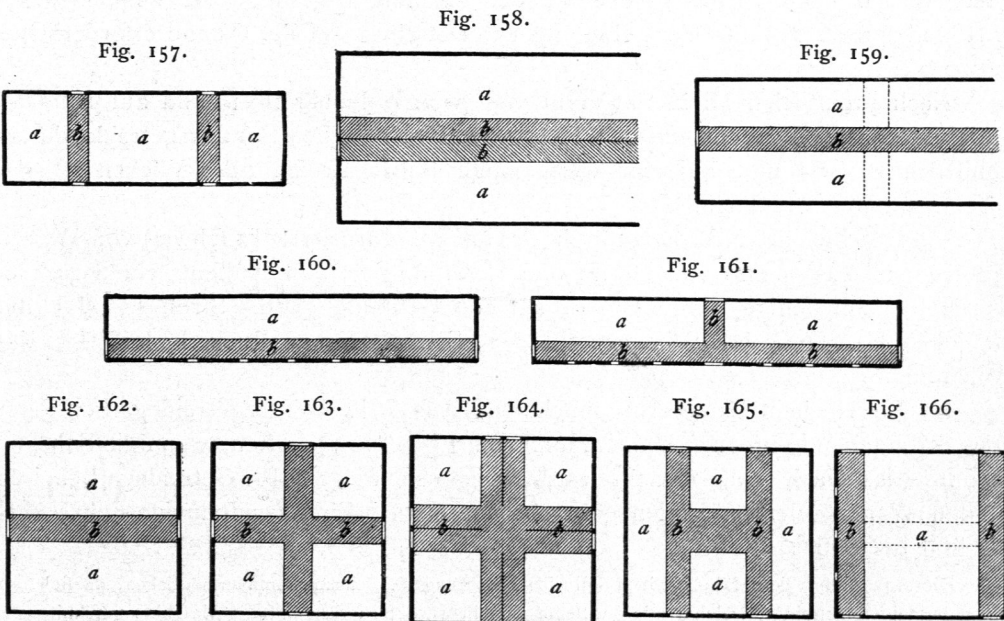 Fig. 158.
Fig. 157.
Fig. 159.
a b a b a
a
b
b
a
a
b
a
Fig. 160.
Fig. 161.
a
b
a b a
b b
Fig. 162.
Fig. 163.
Fig. 164.
Fig. 165.
Fig. 166.
a
b
a
a a
b b
a a
a a
b b
a a
a
a b b a
a
b a b